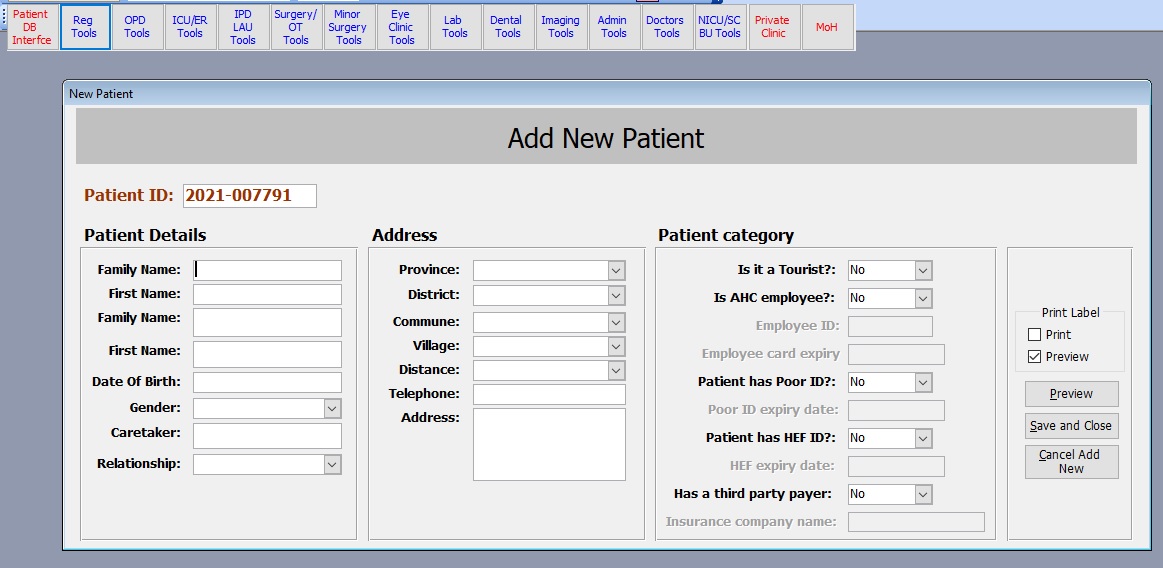 Patient DB Interfce
Reg Tools
OPD Tools
ICU/ER Tools
IPD LAU Tools
Surgery/ OT Tools
Minor Surgery Tools
Eye Clinic Tools
Lab Tools
Dental Tools
Imaging Tools
Admin Tools
Doctors Tools
NICU/SC BU Tools
Private Clinic
MoH
New Patient
Add New Patient
Patient ID: 2021-007791
Patient Details
Family Name:
First Name:
Family Name:
First Name:
Date Of Birth:
Gender:
Caretaker:
Relationship:
Address
Province:
District:
Commune:
Village:
Distance:
Telephone:
Address:
Patient category
Is it a Tourist?: No
Is AHC employee?: No
Employee ID:
Employee card expiry
Patient has Poor ID?: No
Poor ID expiry date:
Patient has HEF ID?: No
HEF expiry date:
Has a third party payer: No
Insurance company name:
Print Label
Print
Preview
Preview
Save and Close
Cancel Add
New